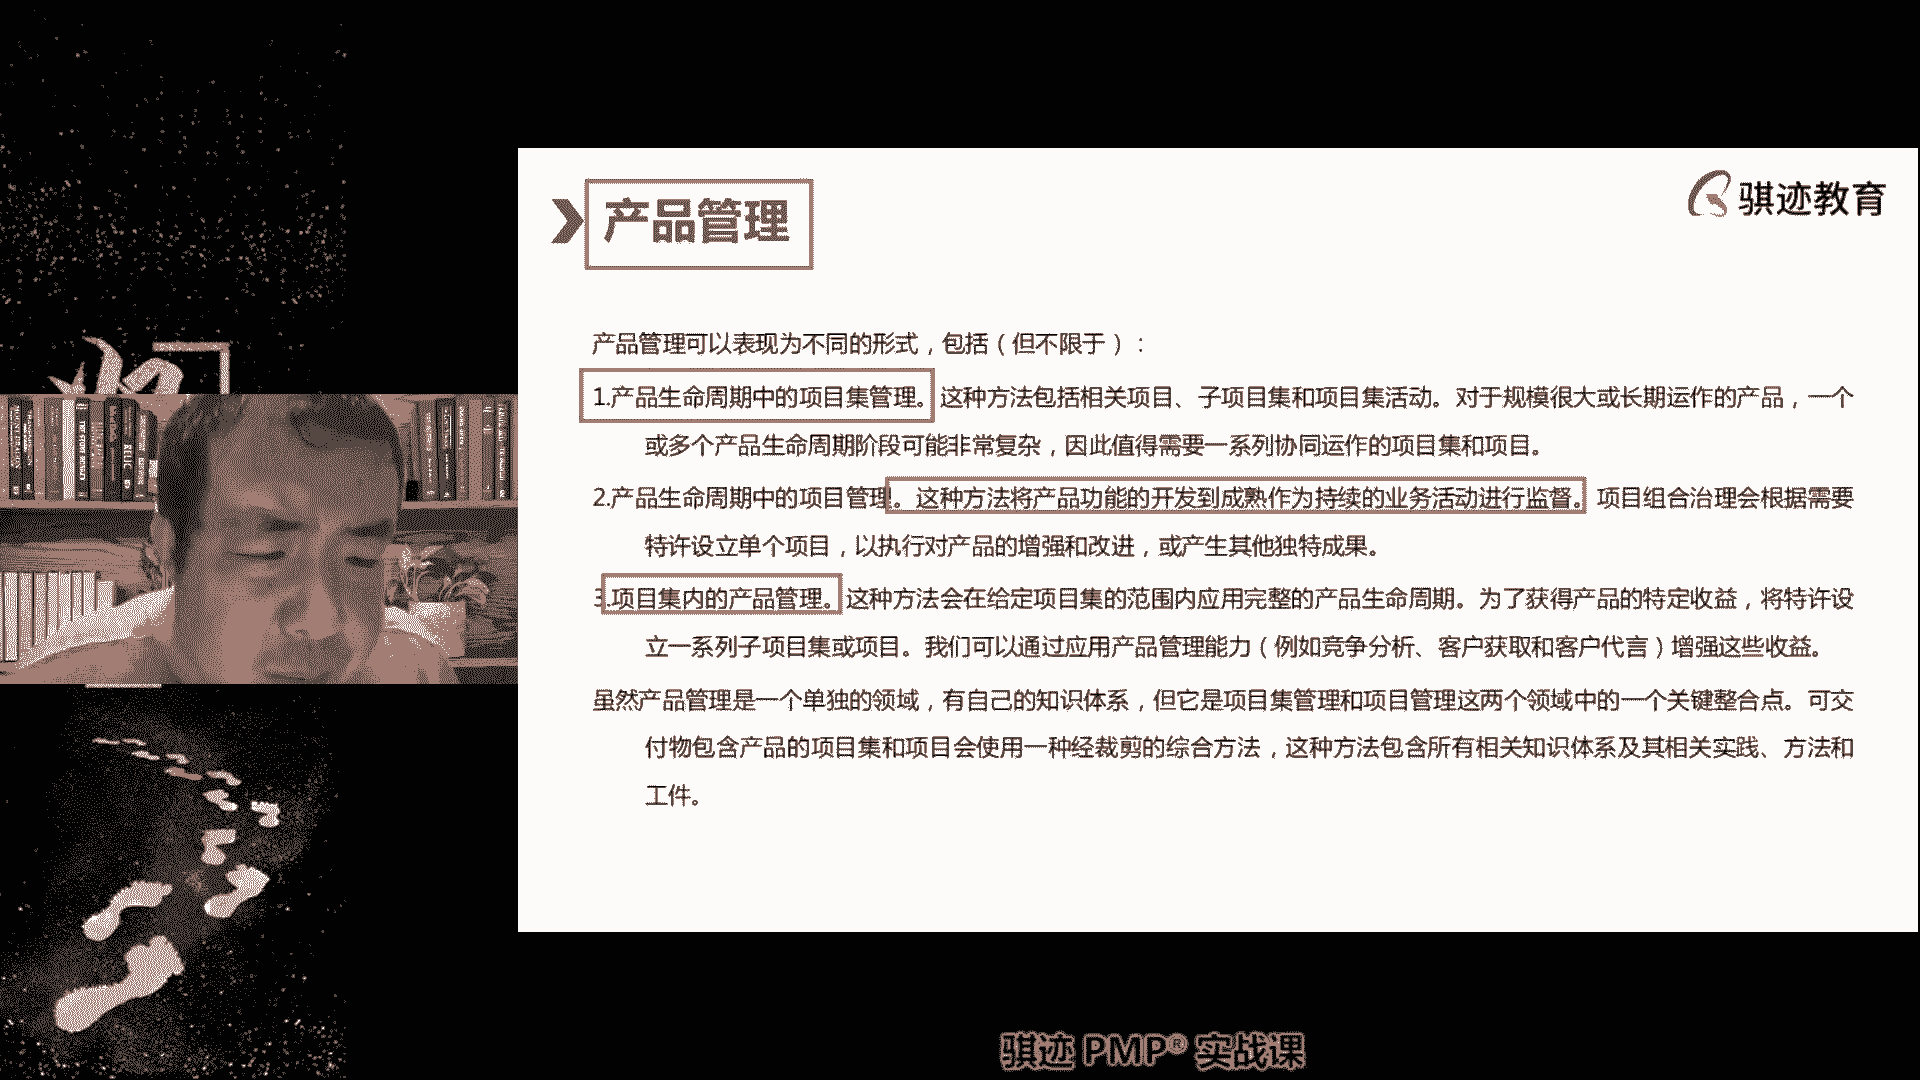 骐迹教育
产品管理
产品管理可以表现为不同的形式，包括（但不限于）：
1.产品生命周期中的项目集管理。这种方法包括相关项目、子项目集和项目集活动。对于规模很大或长期运作的产品，一个
或多个产品生命周期阶段可能非常复杂，因此值得需要一系列协同运作的项目集和项目。
2.产品生命周期中的项目管理。这种方法将产品功能的开发到成熟作为持续的业务活动进行监督。项目组合治理会根据需要
特许设立单个项目，以执行对产品的增强和改进，或产生其他独特成果。
3.项目集内的产品管理。这种方法会在给定项目集的范围内应用完整的产品生命周期。为了获得产品的特定收益，将特许设
立一系列子项目集或项目。我们可以通过应用产品管理能力（例如竞争分析、客户获取和客户代言）增强这些收益。
虽然产品管理是一个单独的领域，有自己的知识体系，但它是项目集管理和项目管理这两个领域中的一个关键整合点。可交
付物包含产品的项目集和项目会使用一种经裁剪的综合方法，这种方法包含所有相关知识体系及其相关实践、方法和
工件。
骐迹 PMP® 实战课